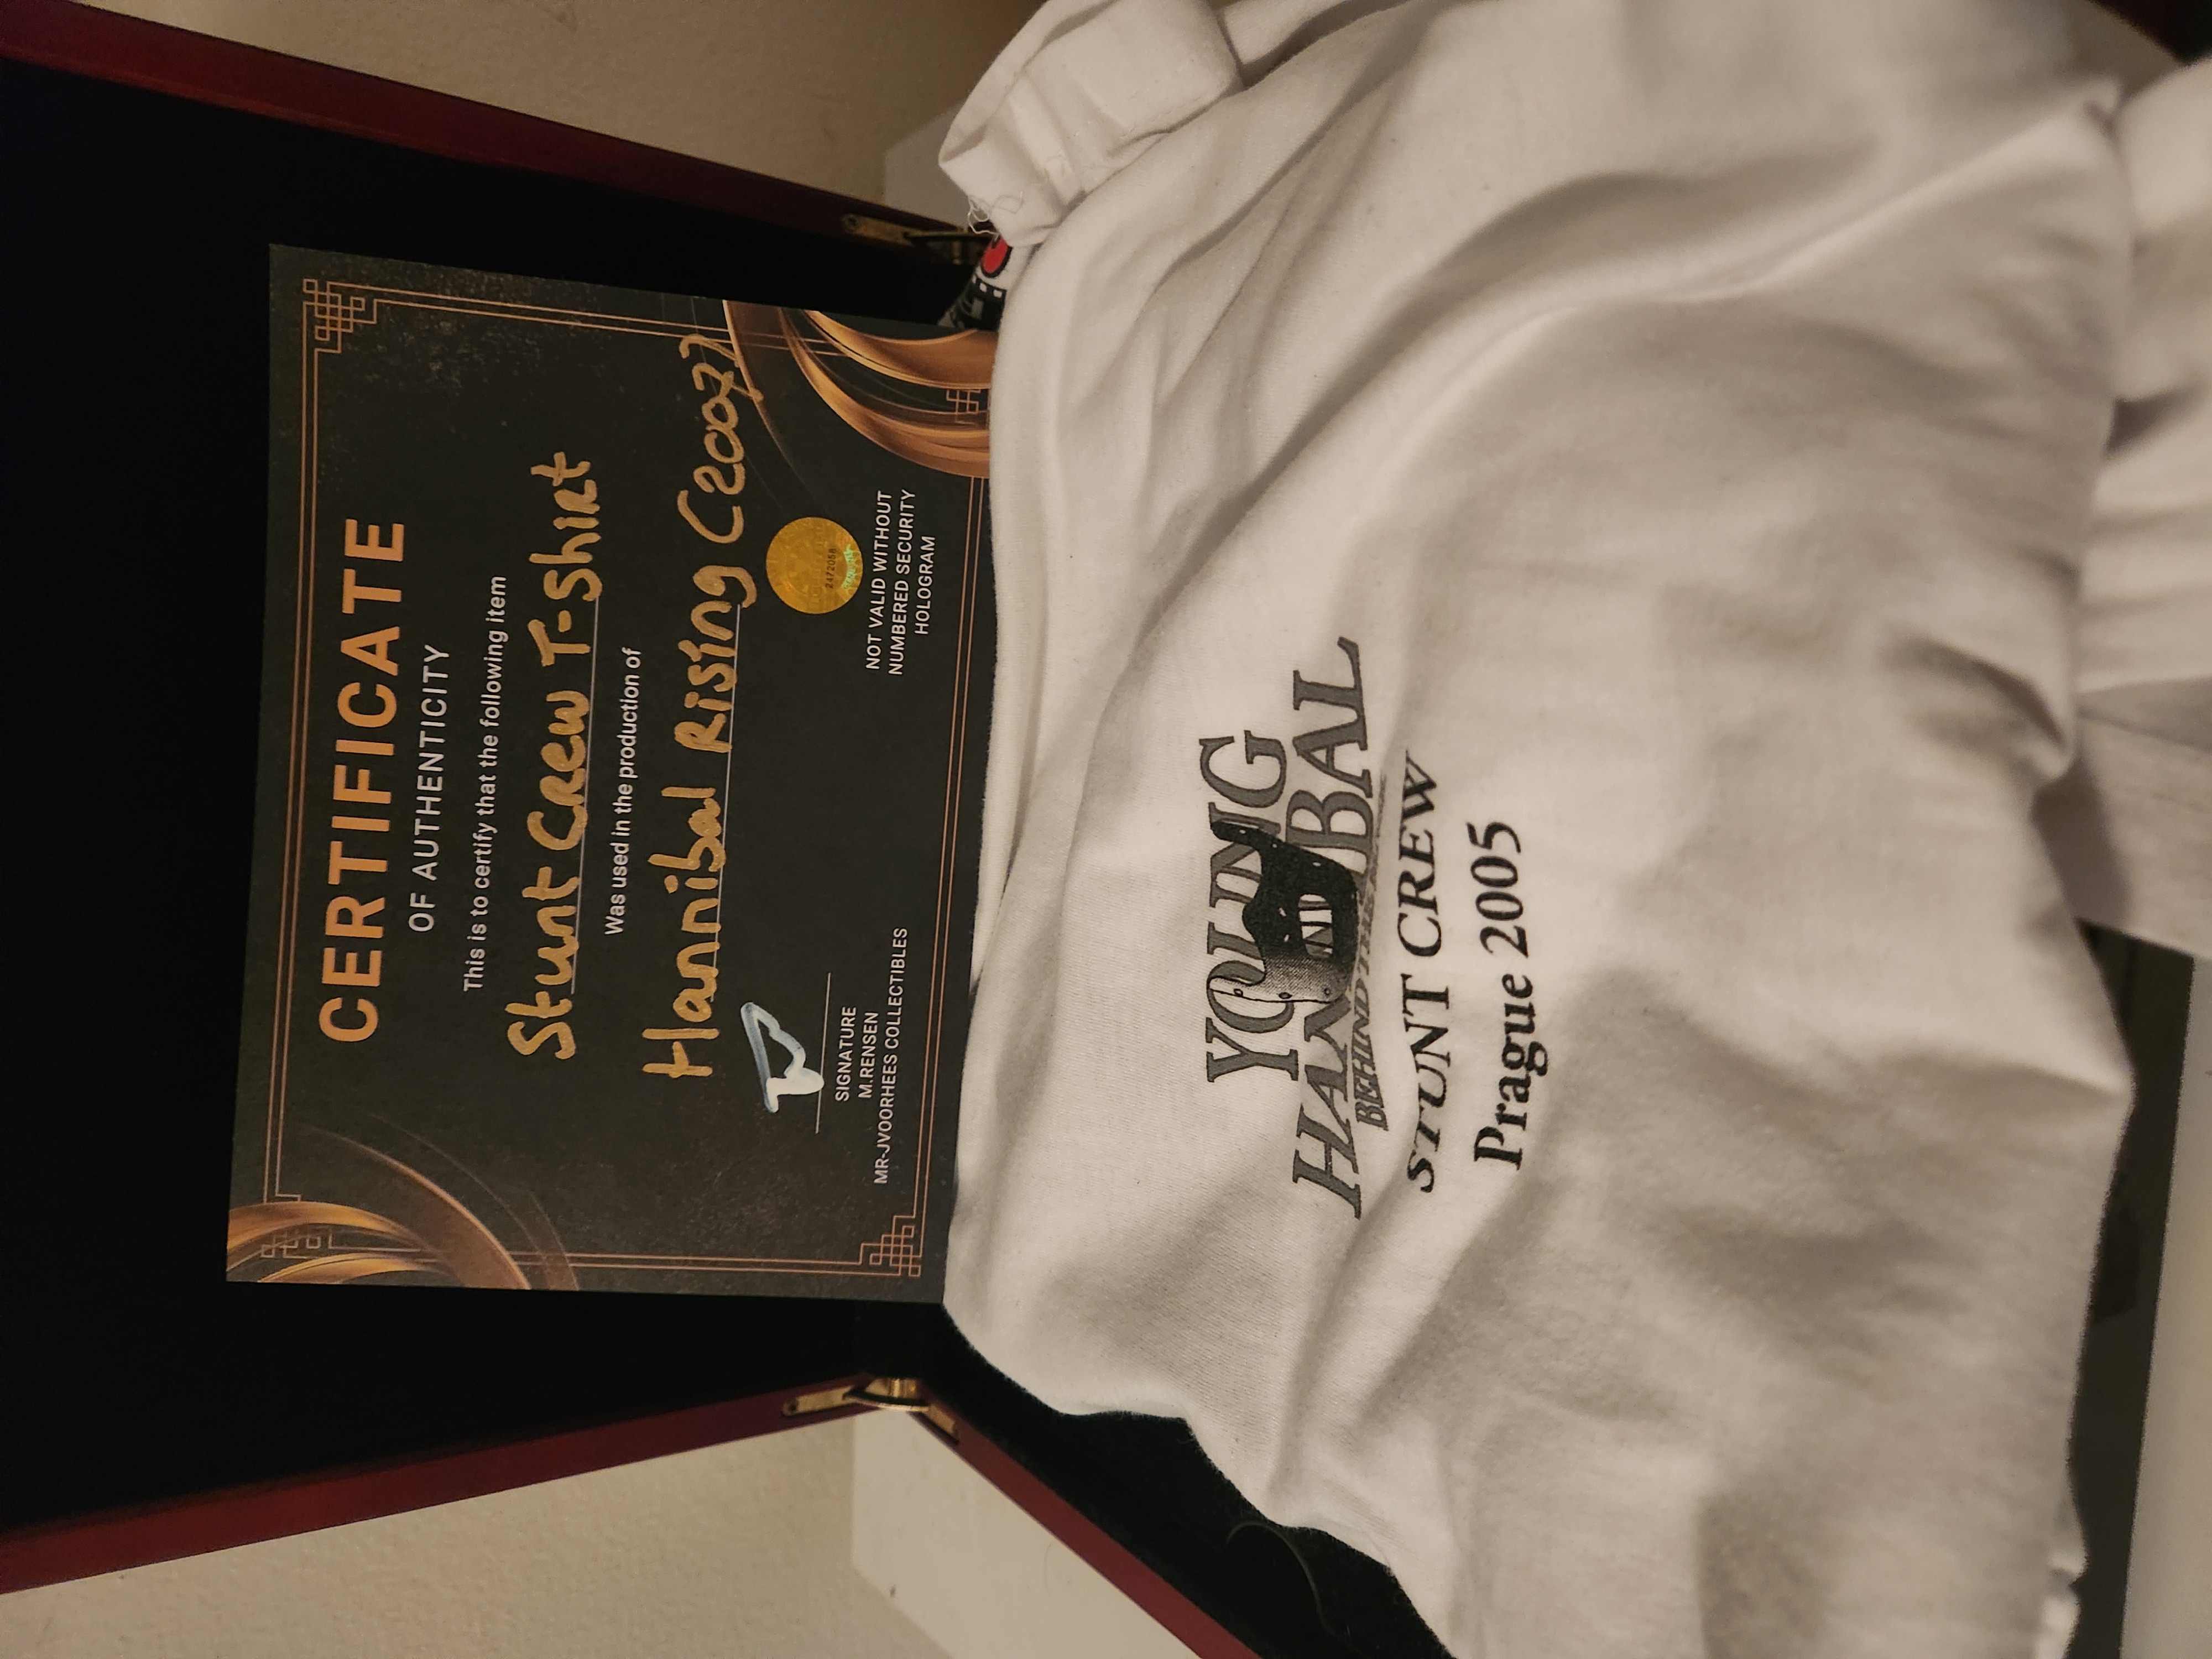 CERTIFICATE
OF AUTHENTICITY
This is to certify that the following item
Stunt Crew T-shirt
Was used in the production of
Hannibal Rising (2007)
SIGNATURE
M.RENSEN
MR-JVOORHEES COLLECTIBLES
2472058
NOT VALID WITHOUT
NUMBERED SECURITY
HOLOGRAM
YOUNG
HANNIBAL
BEHIND
STUNT CREW
Prague 2005